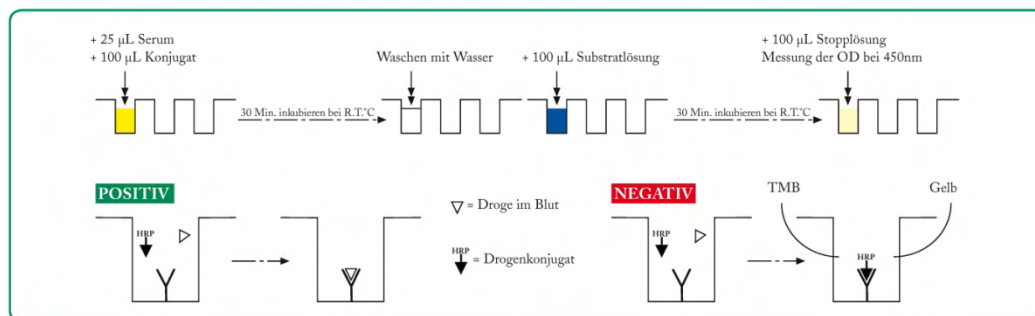 + 25 µL Serum
+ 100 µL Konjugat
Waschen mit Wasser
+ 100 µL Substratlösung
+ 100 µL Stopplösung
Messung der OD bei 450nm
30 Min. inkubieren bei R.T.°C
30 Min. inkubieren bei R.T.°C
POSITIV
HRP
= Droge im Blut
HRP
= Drogenkonjugat
NEGATIV
HRP
TMB
Gelb
HRP